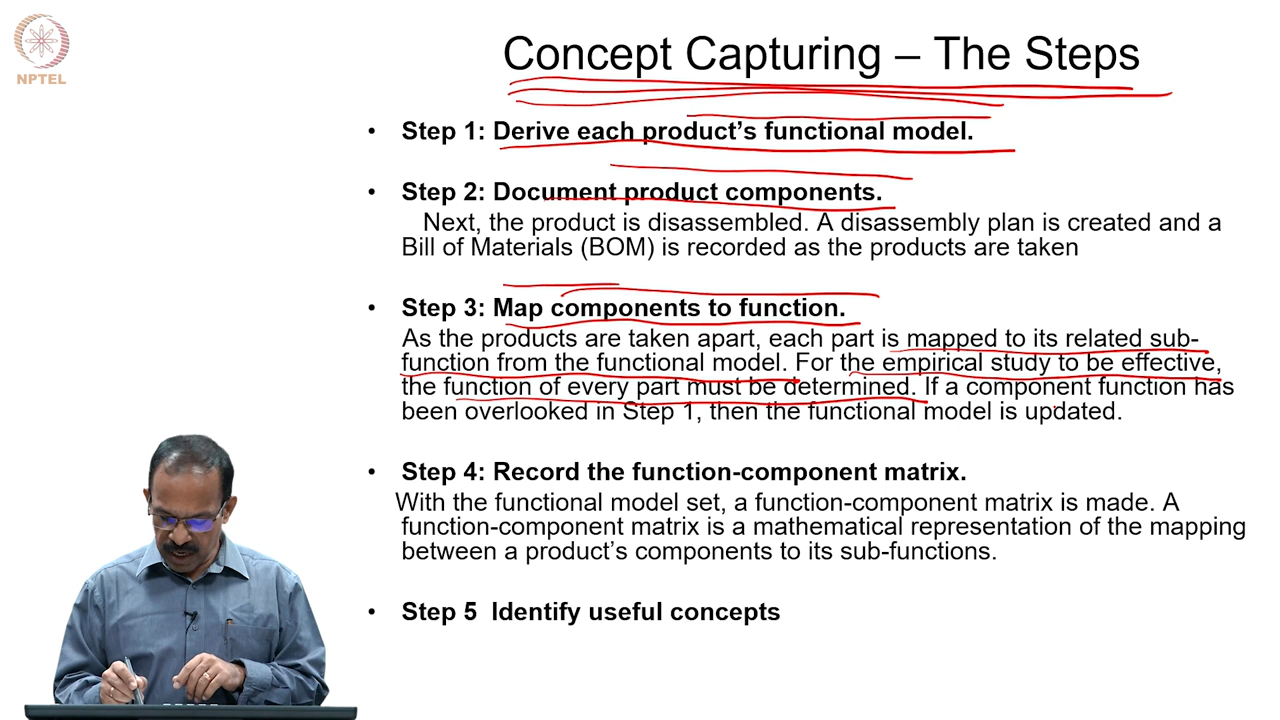 NPTEL
Concept Capturing – The Steps
• Step 1: Derive each product's functional model.
• Step 2: Document product components.
Next, the product is disassembled. A disassembly plan is created and a
Bill of Materials (BOM) is recorded as the products are taken
• Step 3: Map components to function.
As the products are taken apart, each part is mapped to its related sub-
function from the functional model. For the empirical study to be effective,
the function of every part must be determined. If a component function has
been overlooked in Step 1, then the functional model is updated.
• Step 4: Record the function-component matrix.
With the functional model set, a function-component matrix is made. A
function-component matrix is a mathematical representation of the mapping
between a product's components to its sub-functions.
• Step 5  Identify useful concepts